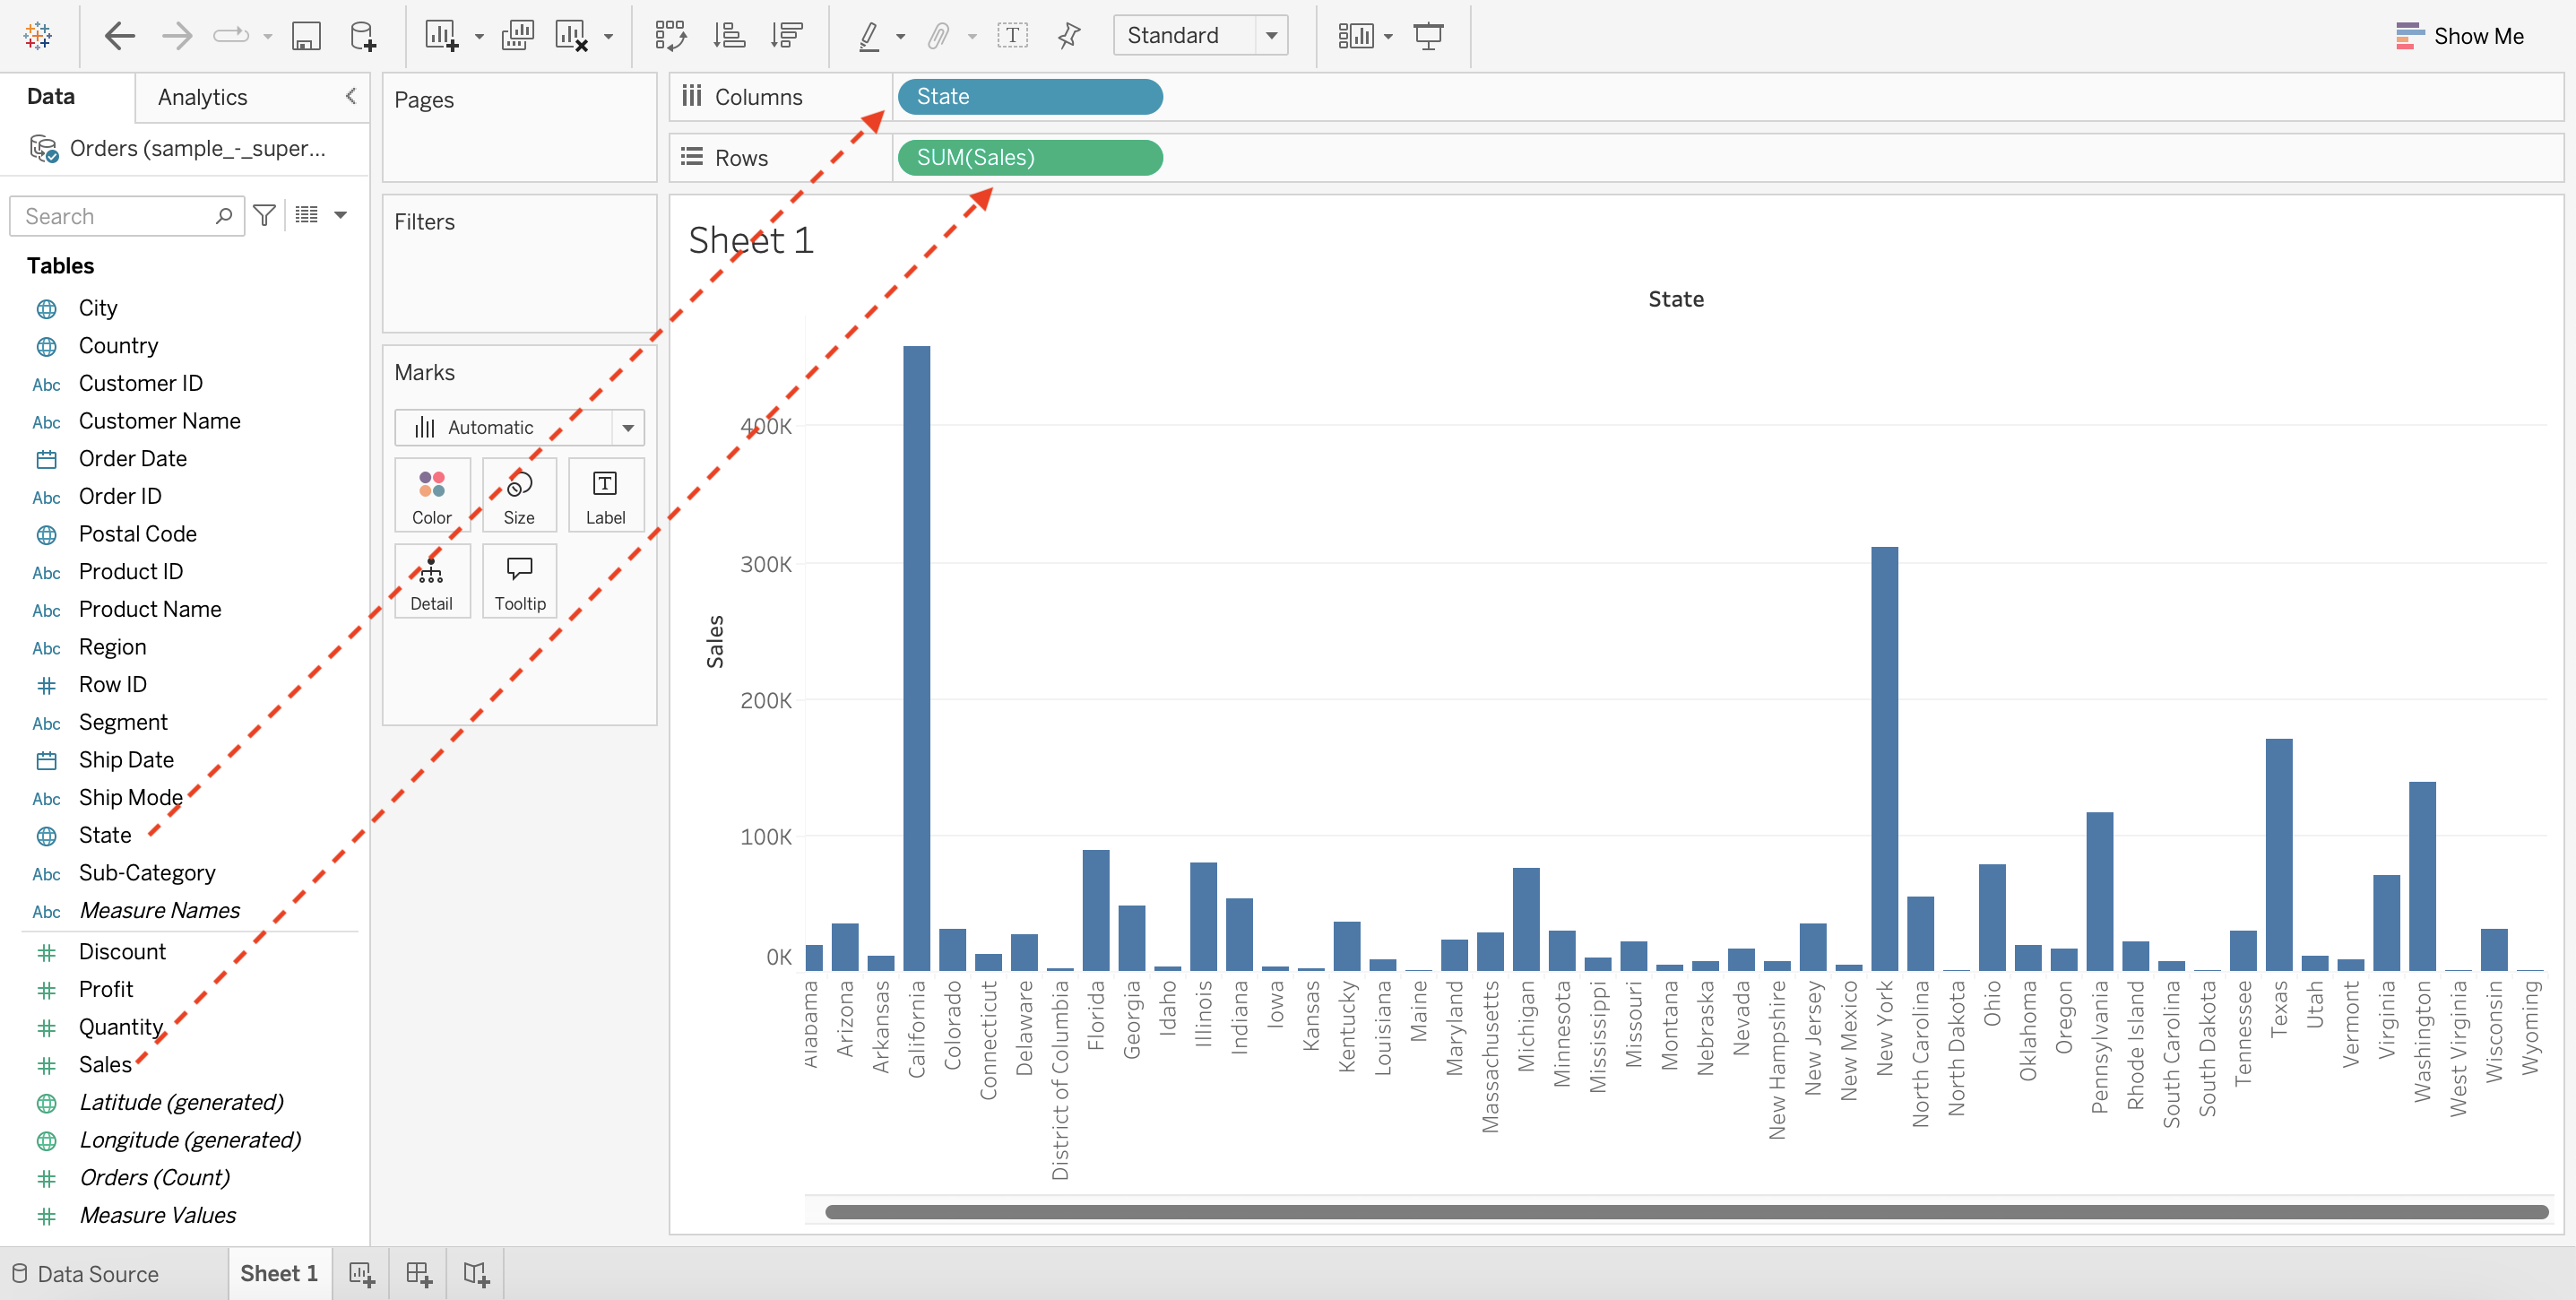 Standard
Show Me
Data
Analytics
Orders (sample_-_super...
Search
Tables
City
Country
Abc Customer ID
Abc Customer Name
Order Date
Abc Order ID
Postal Code
Abc Product ID
Abc Product Name
Abc Region
Row ID
Abc Segment
Ship Date
Abc Ship Mode
State
Abc Sub-Category
Abc Measure Names
Discount
Profit
Quantity
Sales
Latitude (generated)
Longitude (generated)
Orders (Count)
Measure Values
Pages
Filters
Marks
Automatic
Color
Size
T
Label
Detail
Tooltip
Columns
State
Rows
SUM(Sales)
Sheet 1
State
Sales
400K
300K
200K
100K
0K
Alabama
Arizona
Arkansas
California
Colorado
Connecticut
Delaware
District of Columbia
Florida
Georgia
Idaho
Illinois
Indiana
Iowa
Kansas
Kentucky
Louisiana
Maine
Maryland
Massachusetts
Michigan
Minnesota
Mississippi
Missouri
Montana
Nebraska
Nevada
New Hampshire
New Jersey
New Mexico
New York
North Carolina
North Dakota
Ohio
Oklahoma
Oregon
Pennsylvania
Rhode Island
South Carolina
South Dakota
Tennessee
Texas
Utah
Vermont
Virginia
Washington
West Virginia
Wisconsin
Wyoming
Data Source
Sheet 1